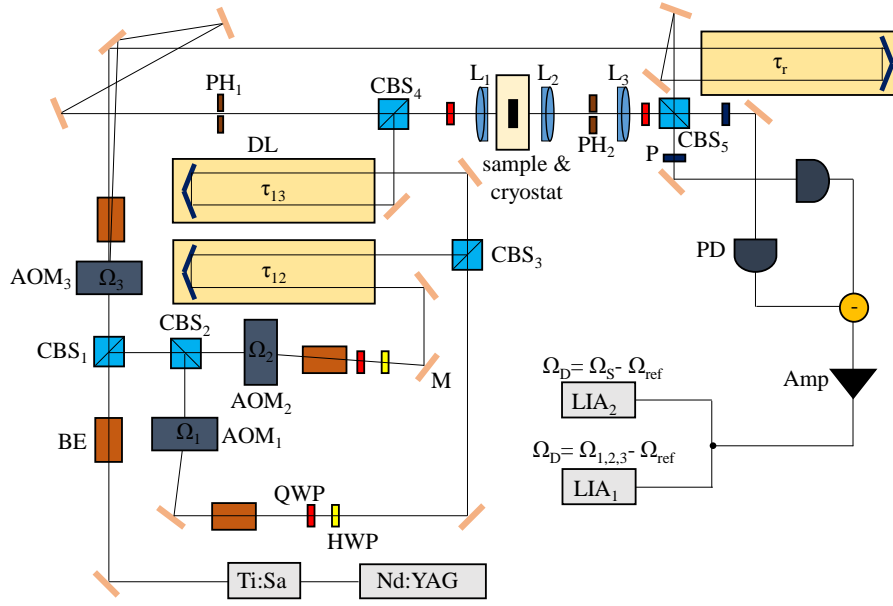 τᵣ
PH₁
CBS₄
L₁
L₂
L₃
CBS₅
PH₂
P
sample &
cryostat
DL
τ₁₃
τ₁₂
CBS₃
PD
AOM₃
Ω₃
-
CBS₁
CBS₂
Ω₂
AOM₂
M
Ω_D= Ω_S- Ω_ref
LIA₂
Amp
BE
Ω₁
AOM₁
Ω_D= Ω₁,₂,₃- Ω_ref
LIA₁
QWP
HWP
Ti:Sa
Nd:YAG